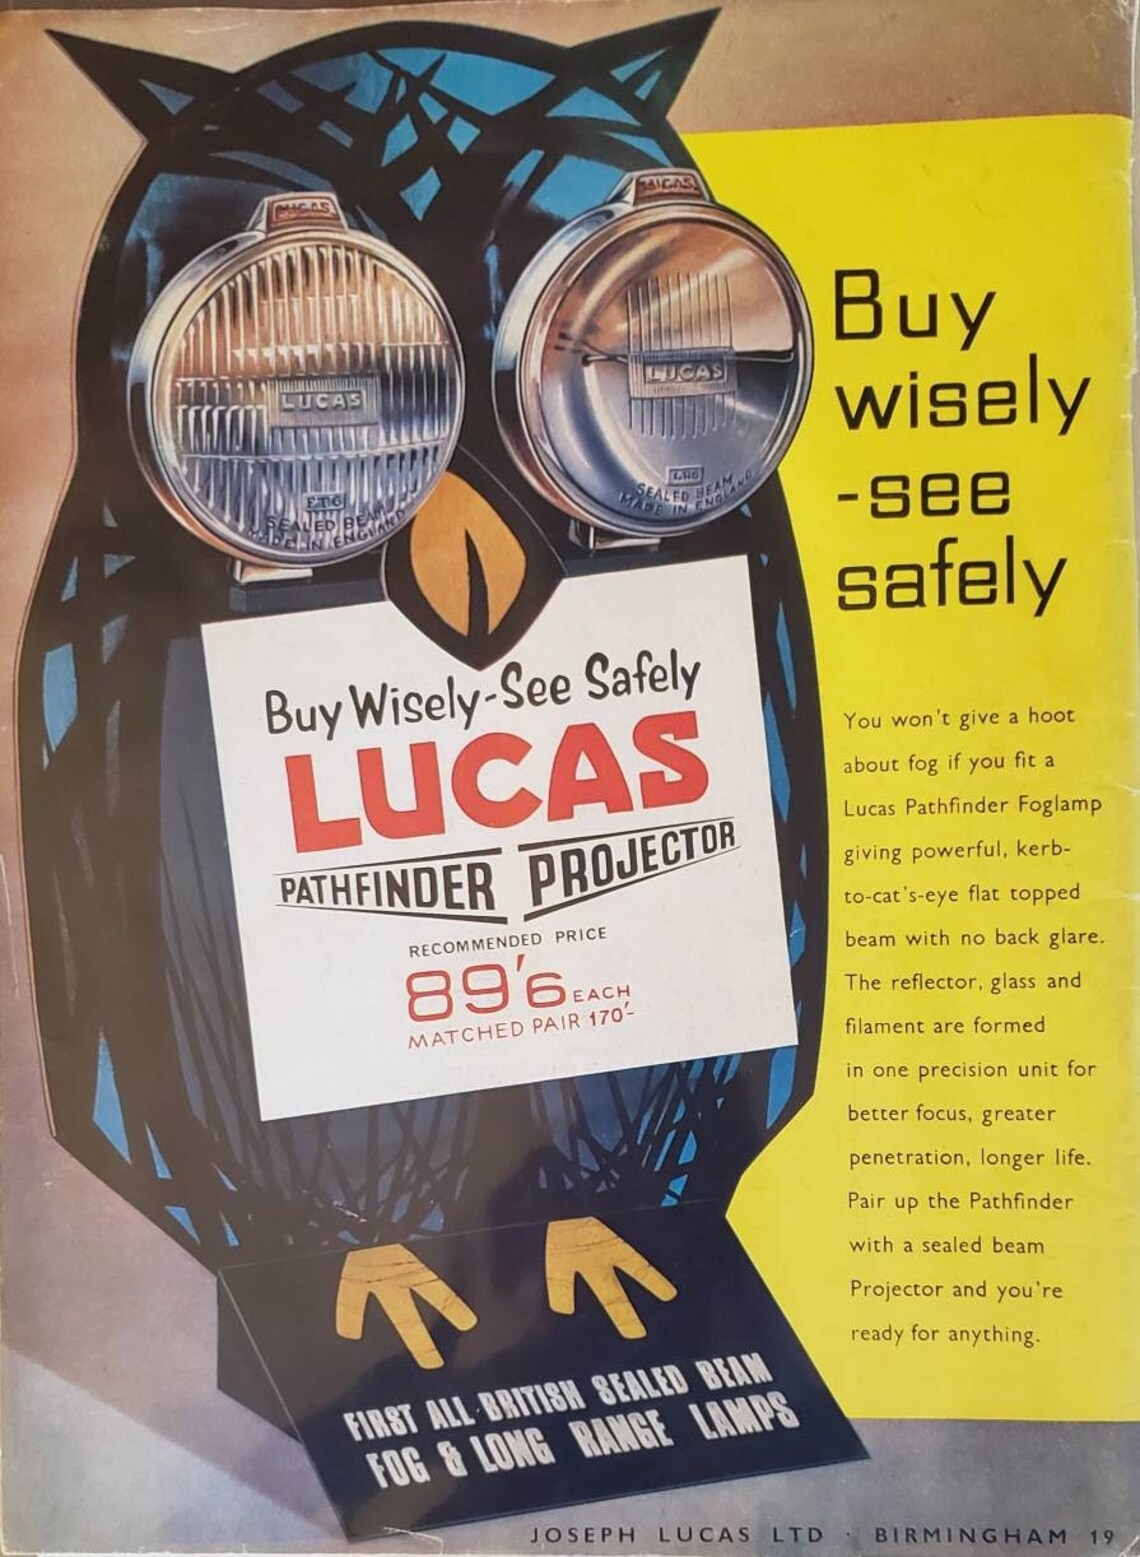 LUCAS
LUCAS
LUCAS
LUCAS
FTG
SEALED BEAM
MADE IN ENGLAND
SEALED BEAM
MADE IN ENGLAND
Buy
wisely
-see
safely
Buy Wisely-See Safely
LUCAS
PATHFINDER PROJECTOR
RECOMMENDED PRICE
89'6 EACH
MATCHED PAIR 170'-
You won't give a hoot
about fog if you fit a
Lucas Pathfinder Foglamp
giving powerful, kerb-
to-cat's-eye flat topped
beam with no back glare.
The reflector, glass and
filament are formed
in one precision unit for
better focus, greater
penetration, longer life.
Pair up the Pathfinder
with a sealed beam
Projector and you're
ready for anything.
FIRST ALL-BRITISH SEALED BEAM
FOG & LONG RANGE LAMPS
JOSEPH LUCAS LTD · BIRMINGHAM 19